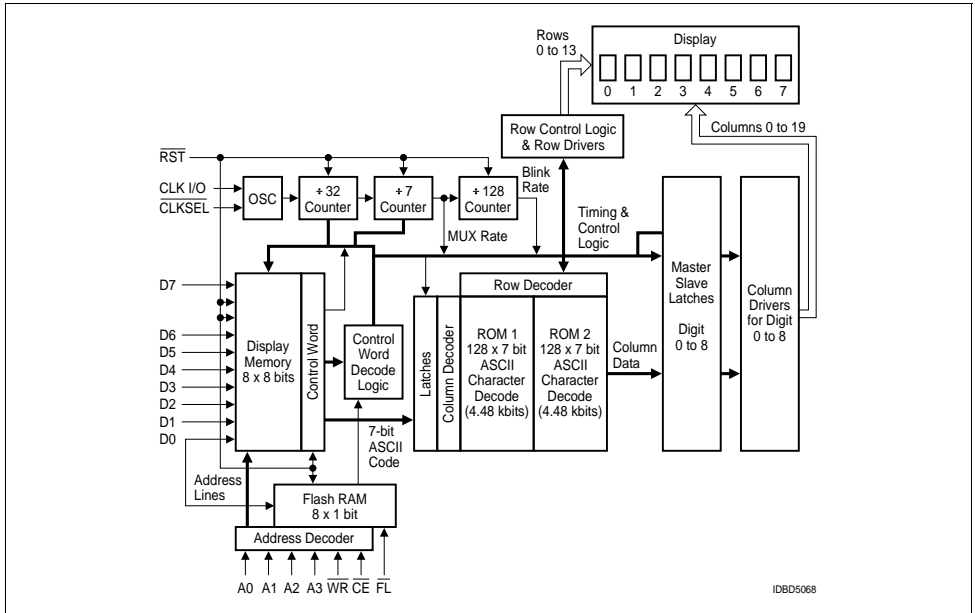 Rows
0 to 13
Display
0 1 2 3 4 5 6 7
Row Control Logic
& Row Drivers
Columns 0 to 19
RST
CLK I/O
CLKSEL
OSC
÷ 32
Counter
÷ 7
Counter
÷ 128
Counter
Blink
Rate
MUX Rate
Timing &
Control
Logic
D7
D6
D5
D4
D3
D2
D1
D0
Display
Memory
8 x 8 bits
Control Word
Control
Word
Decode
Logic
7-bit
ASCII
Code
Latches
Column Decoder
Row Decoder
ROM 1
128 x 7 bit
ASCII
Character
Decode
(4.48 kbits)
ROM 2
128 x 7 bit
ASCII
Character
Decode
(4.48 kbits)
Column
Data
Master
Slave
Latches
Digit
0 to 8
Column
Drivers
for Digit
0 to 8
Address
Lines
Flash RAM
8 x 1 bit
Address Decoder
A0 A1 A2 A3 WR CE FL
IDBD5068